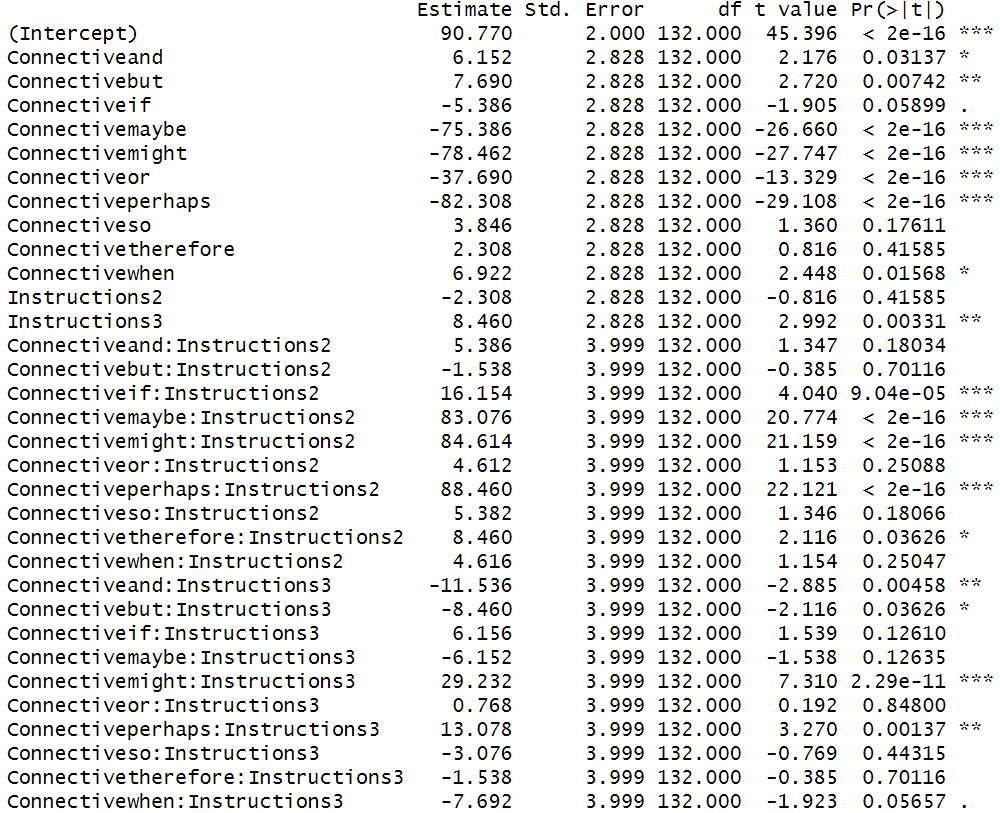 Estimate Std. Error df t value Pr(>|t|)
(Intercept) 90.770 2.000 132.000 45.396 < 2e-16 ***
Connectiveand 6.152 2.828 132.000 2.176 0.03137 *
Connectivebut 7.690 2.828 132.000 2.720 0.00742 **
Connectiveif -5.386 2.828 132.000 -1.905 0.05899 .
Connectivemaybe -75.386 2.828 132.000 -26.660 < 2e-16 ***
Connectivemight -78.462 2.828 132.000 -27.747 < 2e-16 ***
Connectiveor -37.690 2.828 132.000 -13.329 < 2e-16 ***
Connectiveperhaps -82.308 2.828 132.000 -29.108 < 2e-16 ***
Connectiveso 3.846 2.828 132.000 1.360 0.17611
Connectivetherefore 2.308 2.828 132.000 0.816 0.41585
Connectivewhen 6.922 2.828 132.000 2.448 0.01568 *
Instructions2 -2.308 2.828 132.000 -0.816 0.41585
Instructions3 8.460 2.828 132.000 2.992 0.00331 **
Connectiveand:Instructions2 5.386 3.999 132.000 1.347 0.18034
Connectivebut:Instructions2 -1.538 3.999 132.000 -0.385 0.70116
Connectiveif:Instructions2 16.154 3.999 132.000 4.040 9.04e-05 ***
Connectivemaybe:Instructions2 83.076 3.999 132.000 20.774 < 2e-16 ***
Connectivemight:Instructions2 84.614 3.999 132.000 21.159 < 2e-16 ***
Connectiveor:Instructions2 4.612 3.999 132.000 1.153 0.25088
Connectiveperhaps:Instructions2 88.460 3.999 132.000 22.121 < 2e-16 ***
Connectiveso:Instructions2 5.382 3.999 132.000 1.346 0.18066
Connectivetherefore:Instructions2 8.460 3.999 132.000 2.116 0.03626 *
Connectivewhen:Instructions2 4.616 3.999 132.000 1.154 0.25047
Connectiveand:Instructions3 -11.536 3.999 132.000 -2.885 0.00458 **
Connectivebut:Instructions3 -8.460 3.999 132.000 -2.116 0.03626 *
Connectiveif:Instructions3 6.156 3.999 132.000 1.539 0.12610
Connectivemaybe:Instructions3 -6.152 3.999 132.000 -1.538 0.12635
Connectivemight:Instructions3 29.232 3.999 132.000 7.310 2.29e-11 ***
Connectiveor:Instructions3 0.768 3.999 132.000 0.192 0.84800
Connectiveperhaps:Instructions3 13.078 3.999 132.000 3.270 0.00137 **
Connectiveso:Instructions3 -3.076 3.999 132.000 -0.769 0.44315
Connectivetherefore:Instructions3 -1.538 3.999 132.000 -0.385 0.70116
Connectivewhen:Instructions3 -7.692 3.999 132.000 -1.923 0.05657 .